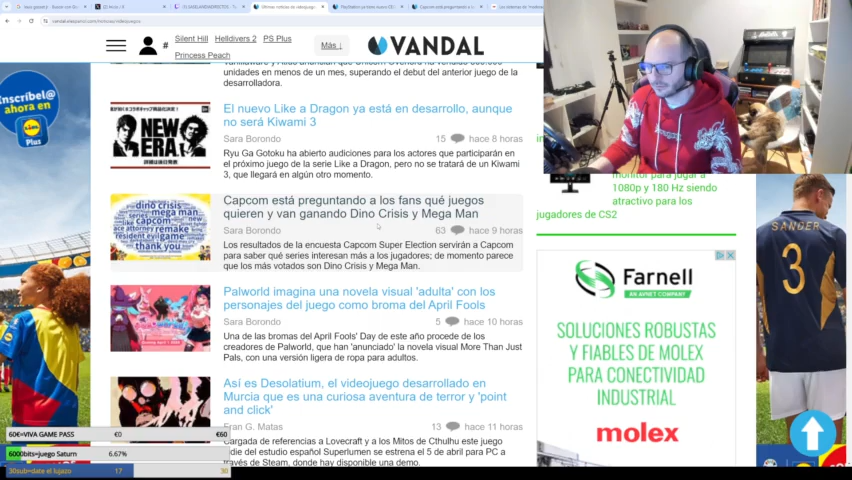 vandal.elespanol.com/noticias/videojuegos
Silent Hill Helldivers 2 PS Plus
Princess Peach
#
Más ↓
VANDAL
unidades en menos de un mes, superando el debut del anterior juego de la
desarrolladora.
El nuevo Like a Dragon ya está en desarrollo, aunque
no será Kiwami 3
Sara Borondo
15
hace 8 horas
Ryu Ga Gotoku ha abierto audiciones para los actores que participarán en
el próximo juego de la serie Like a Dragon, pero no se tratará de un Kiwami
3, que llegará en algún otro momento.
NEW
ERA
Capcom está preguntando a los fans qué juegos
quieren y van ganando Dino Crisis y Mega Man
Sara Borondo
63
hace 9 horas
Los resultados de la encuesta Capcom Super Election servirán a Capcom
para saber qué series interesan más a los jugadores; de momento parece
que los más votados son Dino Crisis y Mega Man.
dino crisis
mega man
capcom
remake
resident evil
game
thank you
Palworld imagina una novela visual 'adulta' con los
personajes del juego como broma del April Fools
Sara Borondo
5
hace 10 horas
Una de las bromas del April Fools' Day de este año procede de los
creadores de Palworld, que han 'anunciado' la novela visual More Than Just
Pals, con una versión ligera de ropa para adultos.
Así es Desolatium, el videojuego desarrollado en
Murcia que es una curiosa aventura de terror y 'point
and click'
Fran G. Matas
13
hace 11 horas
Cargada de referencias a Lovecraft y a los Mitos de Cthulhu este juego
indie del estudio español Superlumen se estrena el 5 de abril para PC a
través de Steam, donde hay disponible una demo.
¡Inscríbel@
ahora en
Lidl
Plus
monitor para jugar a
1080p y 180 Hz siendo
atractivo para los
jugadores de CS2
Farnell
AN AVNET COMPANY
SOLUCIONES ROBUSTAS
Y FIABLES DE MOLEX
PARA CONECTIVIDAD
INDUSTRIAL
molex
SANDER
3
60€=VIVA GAME PASS €0 €60
6000bits=juego Saturn 6.67%
30sub=date el lujazo 17 30